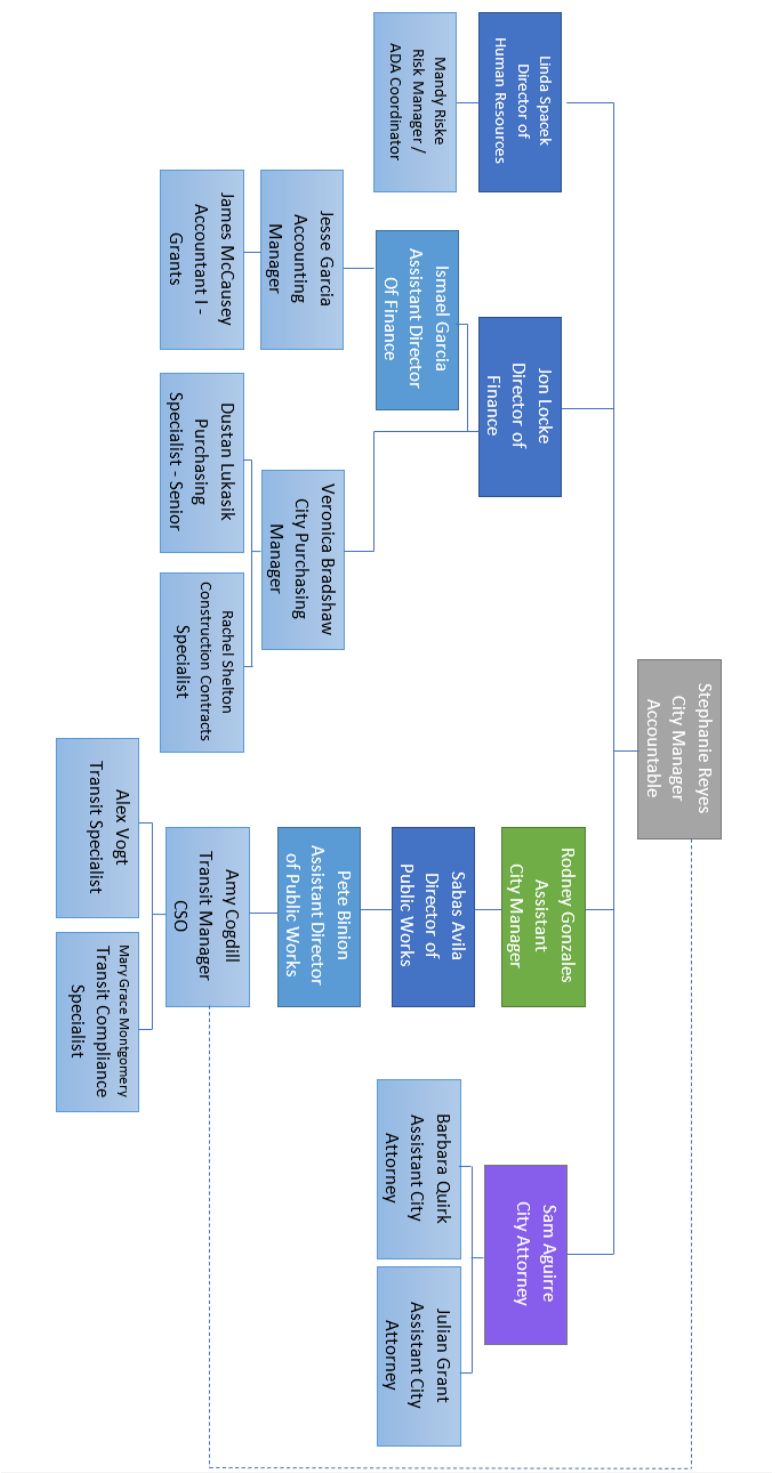 Stephanie Reyes
City Manager
Accountable
Linda Spacek
Director of
Human Resources
Mandy Riske
Risk Manager /
ADA Coordinator
Jon Locke
Director of
Finance
Ismael Garcia
Assistant Director
Of Finance
Jesse Garcia
Accounting
Manager
James McCausey
Accountant I -
Grants
Veronica Bradshaw
City Purchasing
Manager
Dustan Lukasik
Purchasing
Specialist - Senior
Rachel Shelton
Construction Contracts
Specialist
Rodney Gonzales
Assistant
City Manager
Sabas Avila
Director of
Public Works
Pete Binion
Assistant Director
of Public Works
Amy Cogdill
Transit Manager
CSO
Alex Vogt
Transit Specialist
Mary Grace Montgomery
Transit Compliance
Specialist
Sam Aguirre
City Attorney
Barbara Quirk
Assistant City
Attorney
Julian Grant
Assistant City
Attorney